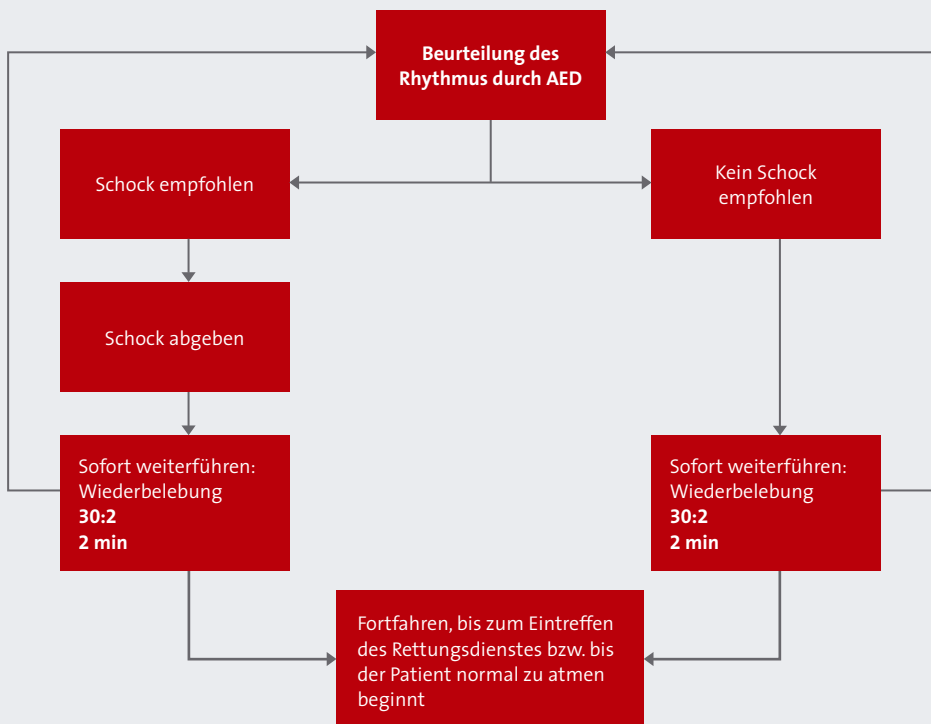 Beurteilung des
Rhythmus durch AED
Schock empfohlen
Kein Schock
empfohlen
Schock abgeben
Sofort weiterführen:
Wiederbelebung
30:2
2 min
Sofort weiterführen:
Wiederbelebung
30:2
2 min
Fortfahren, bis zum Eintreffen
des Rettungsdienstes bzw. bis
der Patient normal zu atmen
beginnt